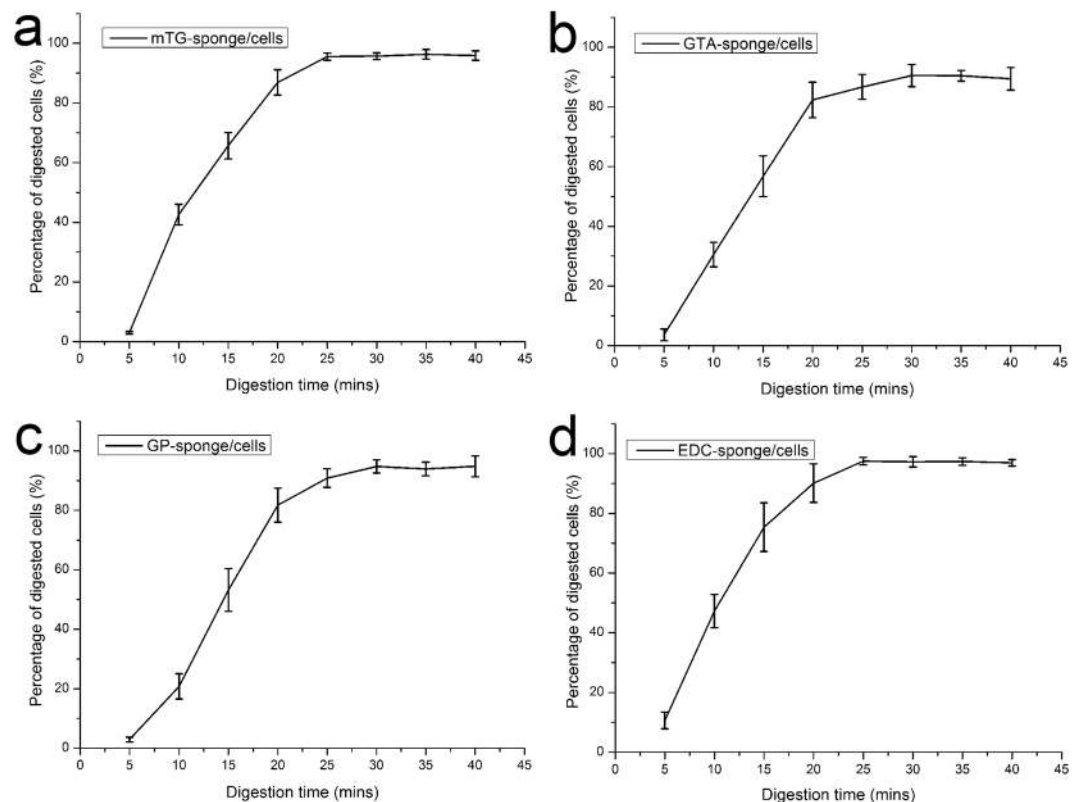 a
mTG-sponge/cells
Percentage of digested cells (%)
100
80
60
40
20
0
0 5 10 15 20 25 30 35 40 45
Digestion time (mins)
b
GTA-sponge/cells
Percentage of digested cells (%)
100
80
60
40
20
0
0 5 10 15 20 25 30 35 40 45
Digestion time (mins)
c
GP-sponge/cells
Percentage of digested cells (%)
100
80
60
40
20
0
0 5 10 15 20 25 30 35 40 45
Digestion time (mins)
d
EDC-sponge/cells
Percentage of digested cells (%)
100
80
60
40
20
0
0 5 10 15 20 25 30 35 40 45
Digestion time (mins)